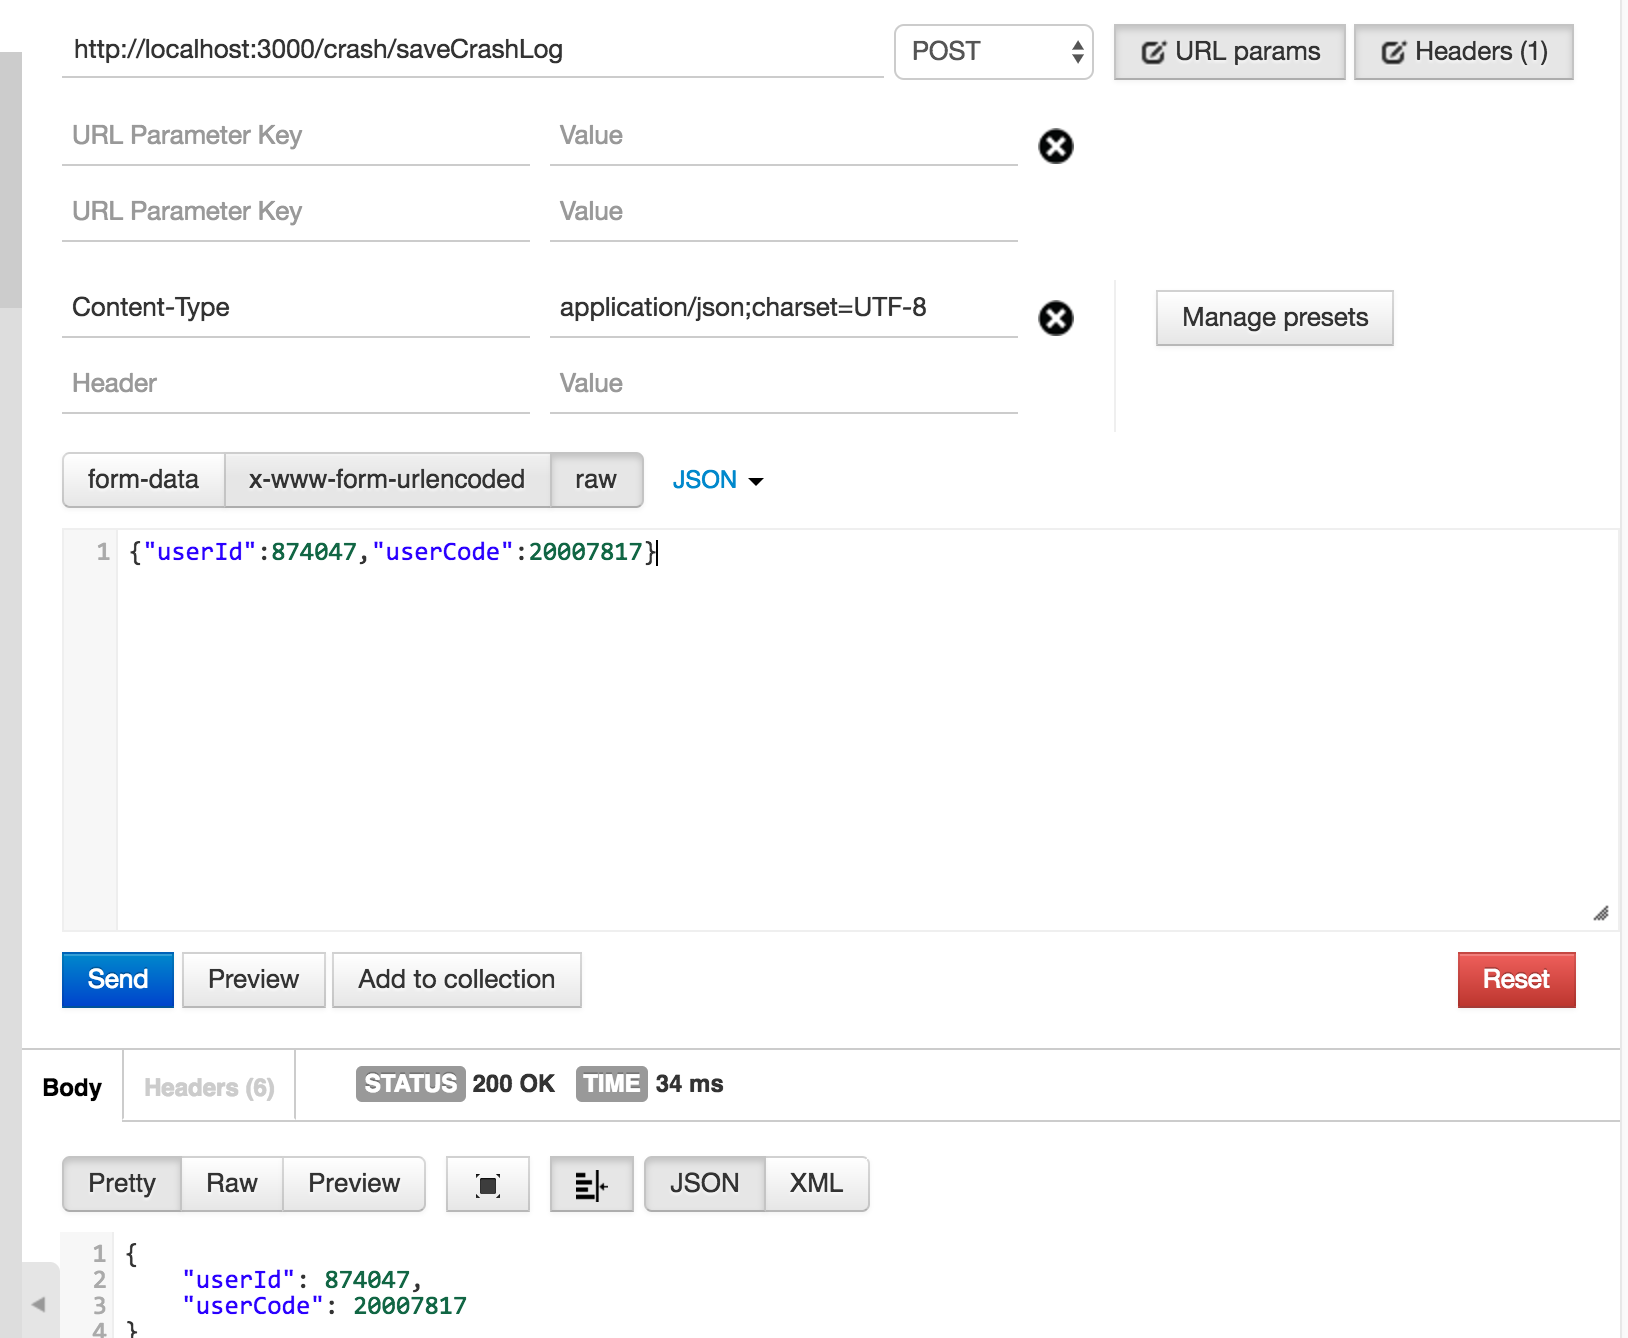 http://localhost:3000/crash/saveCrashLog POST URL params Headers (1)
URL Parameter Key Value
URL Parameter Key Value
Content-Type application/json;charset=UTF-8 Manage presets
Header Value
form-data x-www-form-urlencoded raw JSON
1 {"userId":874047,"userCode":20007817}
Send Preview Add to collection Reset
Body Headers (6) STATUS 200 OK TIME 34 ms
Pretty Raw Preview JSON XML
1 {
2 "userId": 874047,
3 "userCode": 20007817
4 }